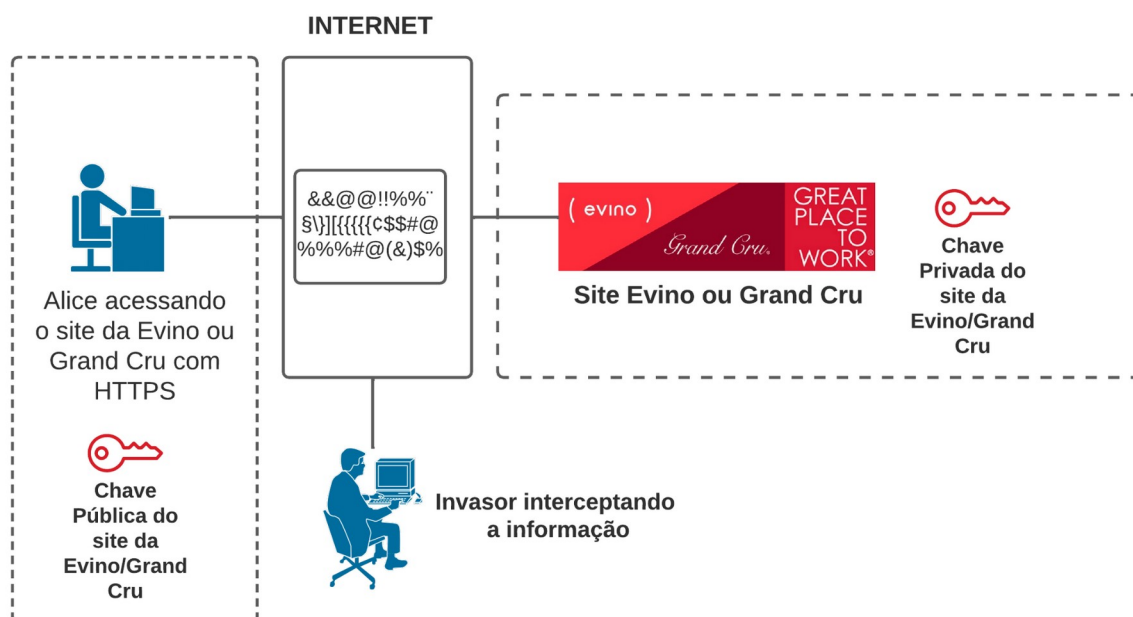 INTERNET
&&@@!!%%¨
§\}][{{{{{¢$$#@
%%%#@(&)$%
Alice acessando
o site da Evino ou
Grand Cru com
HTTPS
Chave
Pública do
site da
Evino/Grand
Cru
( evino )
Grand Cru.
GREAT
PLACE
TO
WORK®
Site Evino ou Grand Cru
Chave
Privada do
site da
Evino/Grand
Cru
Invasor interceptando
a informação